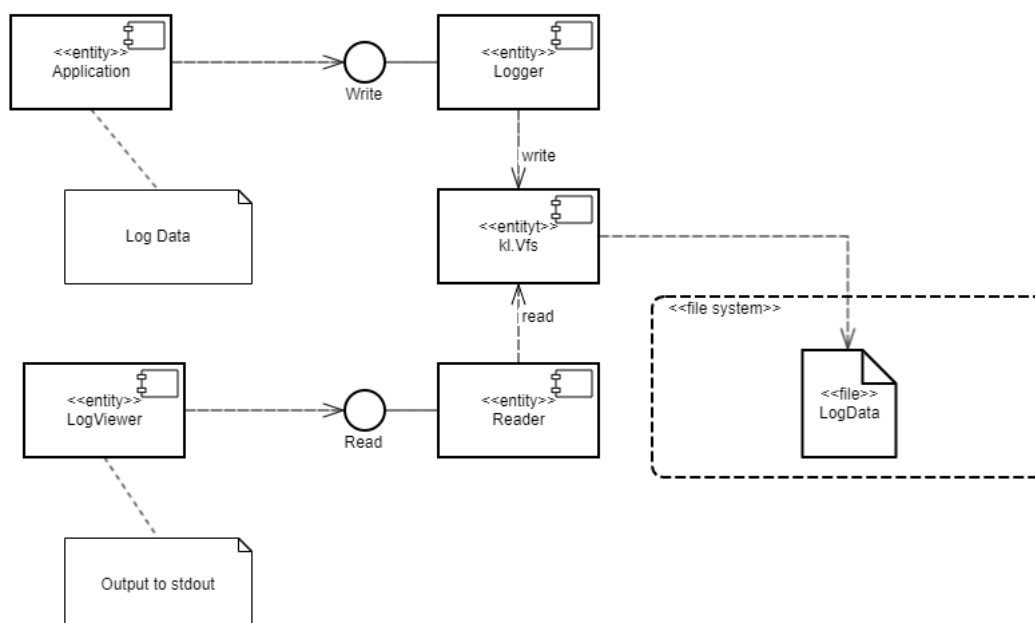 <<entity>>
Application
Write
<<entity>>
Logger
write
Log Data
<<entityt>>
kl.Vfs
<<file system>>
read
<<entity>>
LogViewer
Read
<<entity>>
Reader
<<file>>
LogData
Output to stdout